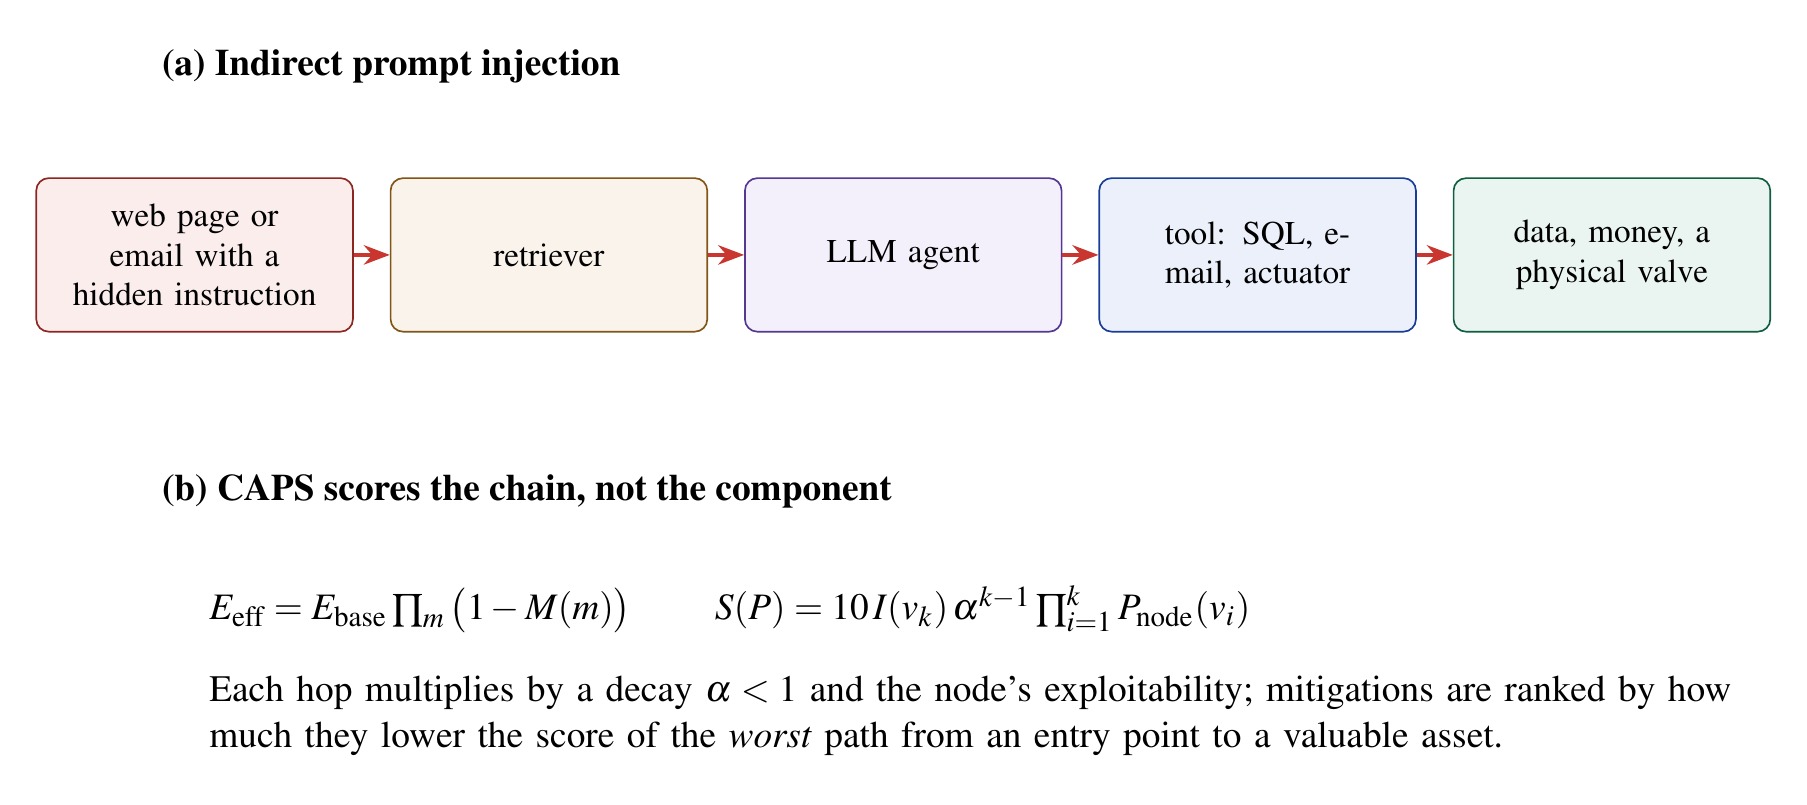 (a) Indirect prompt injection
web page or
email with a
hidden instruction
retriever
LLM agent
tool: SQL, e-
mail, actuator
data, money, a
physical valve
(b) CAPS scores the chain, not the component
E_eff = E_base ∏_m (1 − M(m))     S(P) = 10 I(v_k) α^{k−1} ∏_{i=1}^{k} P_node(v_i)
Each hop multiplies by a decay α < 1 and the node’s exploitability; mitigations are ranked by how
much they lower the score of the worst path from an entry point to a valuable asset.